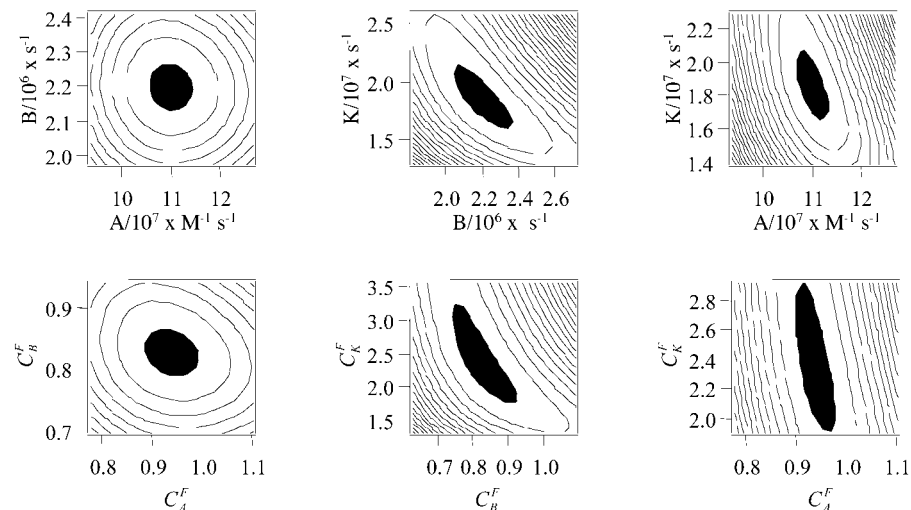 2.4
2.3
2.2
2.1
2.0
B/10⁶ x s⁻¹
10 11 12
A/10⁷ x M⁻¹ s⁻¹
2.5
2.0
1.5
K/10⁷ x s⁻¹
2.0 2.2 2.4 2.6
B/10⁶ x s⁻¹
2.2
2.0
1.8
1.6
1.4
K/10⁷ x s⁻¹
10 11 12
A/10⁷ x M⁻¹ s⁻¹
0.9
0.8
0.7
C_B^F
0.8 0.9 1.0 1.1
C_A^F
3.5
3.0
2.5
2.0
1.5
C_K^F
0.7 0.8 0.9 1.0
C_B^F
2.8
2.6
2.4
2.2
2.0
C_K^F
0.8 0.9 1.0 1.1
C_A^F